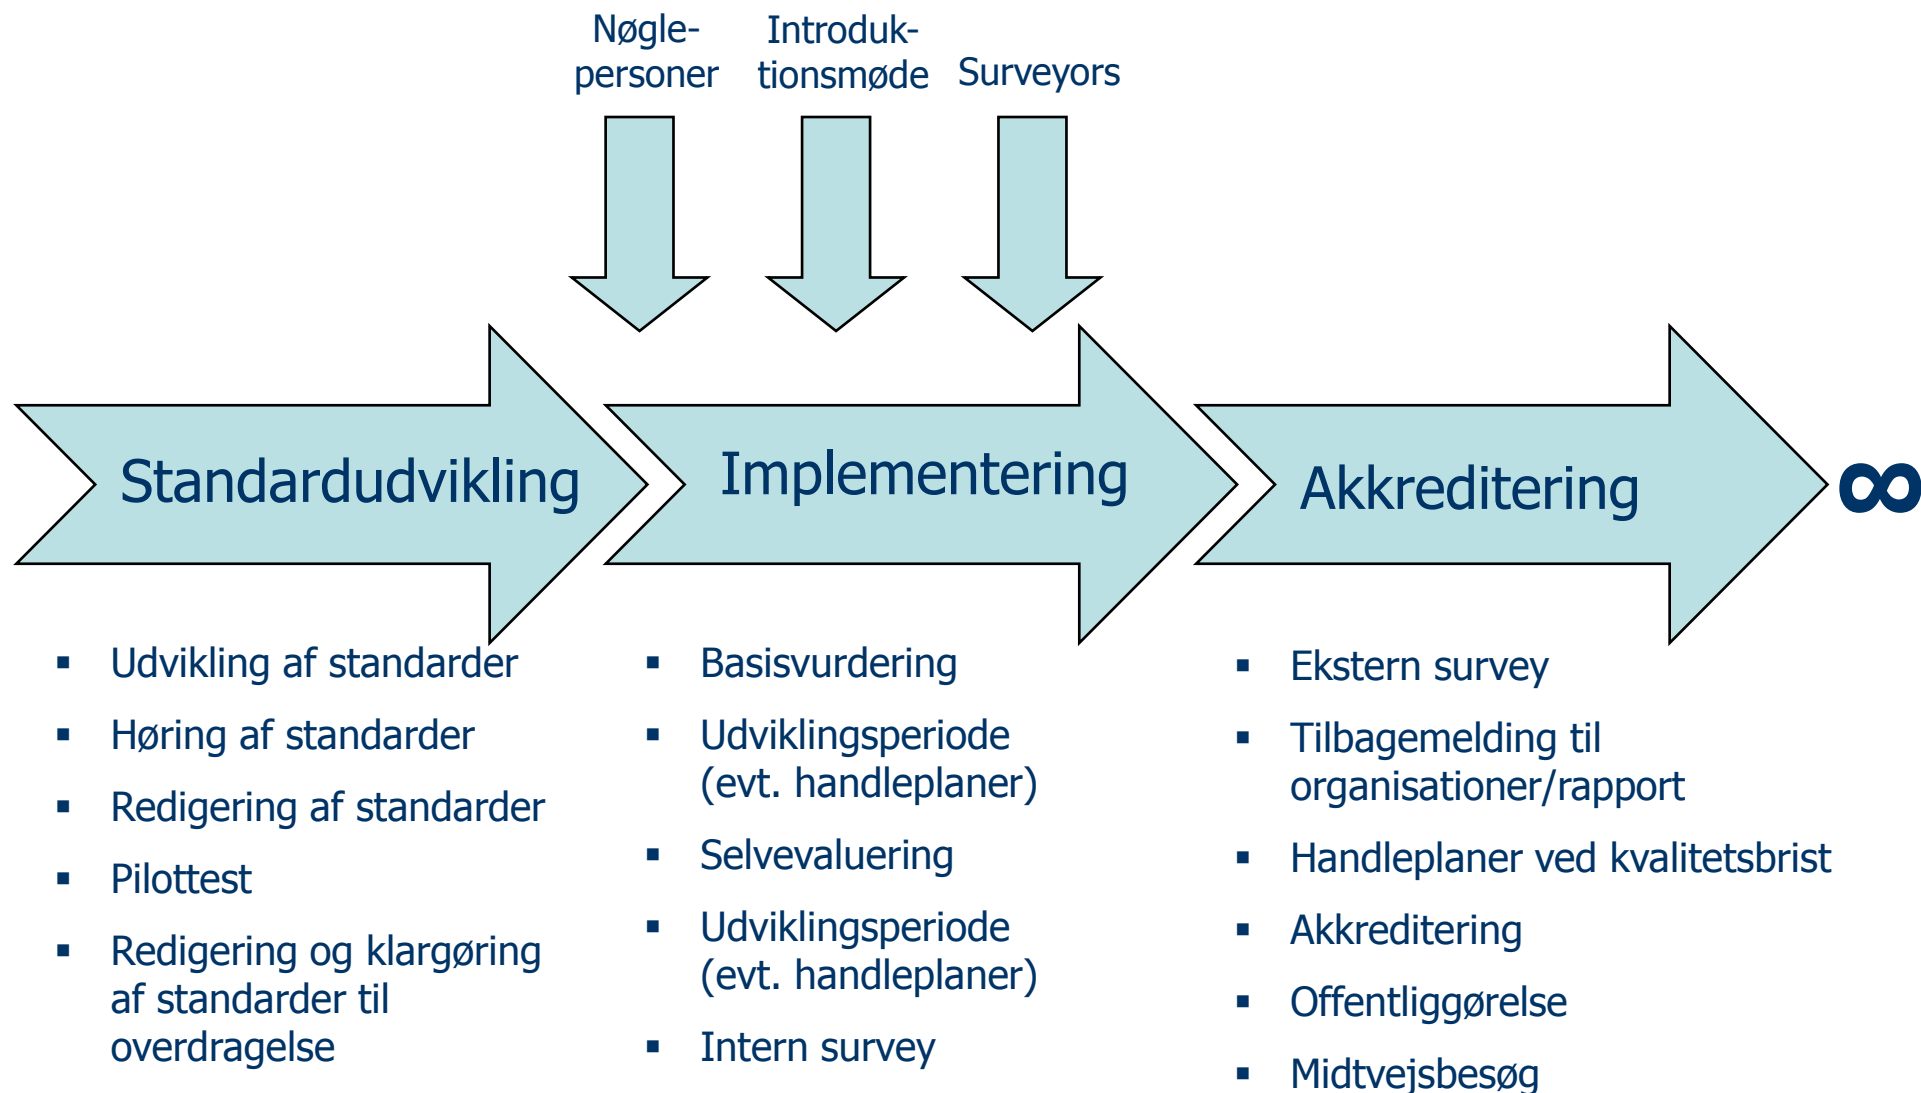 Nøgle-
personer
Introduk-
tionsmøde
Surveyors
Standardudvikling
Implementering
Akkreditering
∞
▪ Udvikling af standarder
▪ Høring af standarder
▪ Redigering af standarder
▪ Pilottest
▪ Redigering og klargøring
af standarder til
overdragelse
▪ Basisvurdering
▪ Udviklingsperiode
(evt. handleplaner)
▪ Selvevaluering
▪ Udviklingsperiode
(evt. handleplaner)
▪ Intern survey
▪ Ekstern survey
▪ Tilbagemelding til
organisationer/rapport
▪ Handleplaner ved kvalitetsbrist
▪ Akkreditering
▪ Offentliggørelse
▪ Midtvejsbesøg